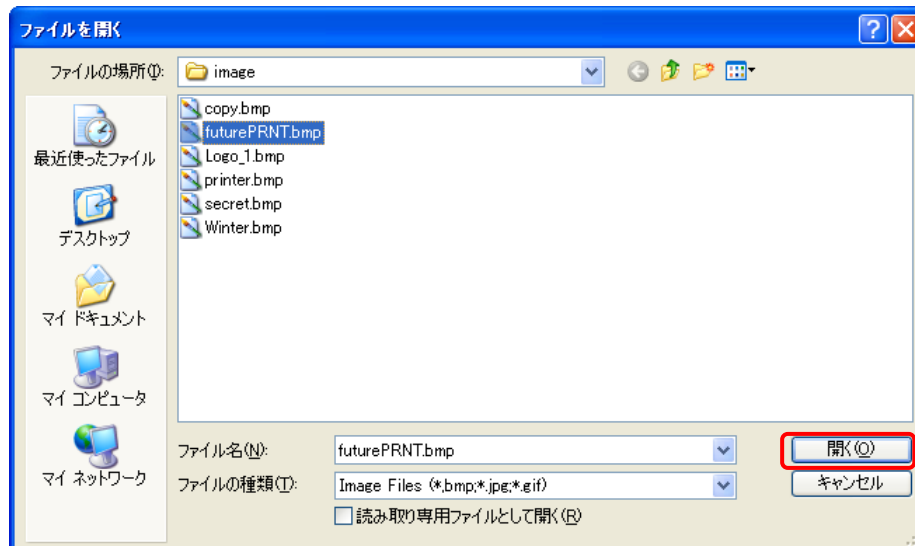 ファイルを開く
ファイルの場所(I):
image
copy.bmp
futurePRNT.bmp
Logo_1.bmp
printer.bmp
secret.bmp
Winter.bmp
最近使ったファイル
デスクトップ
マイ ドキュメント
マイ コンピュータ
マイ ネットワーク
ファイル名(N):
futurePRNT.bmp
開く(O)
ファイルの種類(T):
Image Files (*.bmp;*.jpg;*.gif)
キャンセル
読み取り専用ファイルとして開く(R)